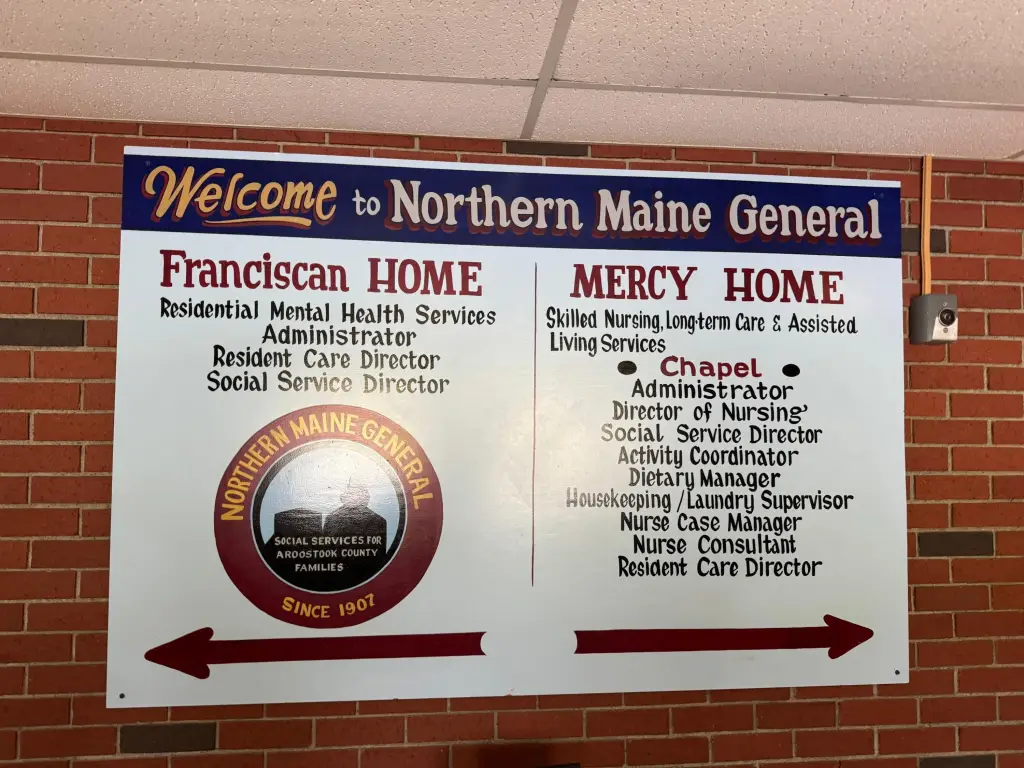 Welcome to Northern Maine General
Franciscan HOME
Residential Mental Health Services
Administrator
Resident Care Director
Social Service Director
NORTHERN MAINE GENERAL
SOCIAL SERVICES FOR
AROOSTOOK COUNTY
FAMILIES
SINCE 1907
MERCY HOME
Skilled Nursing, Long-term Care & Assisted
Living Services
Chapel
Administrator
Director of Nursing
Social Service Director
Activity Coordinator
Dietary Manager
Housekeeping / Laundry Supervisor
Nurse Case Manager
Nurse Consultant
Resident Care Director